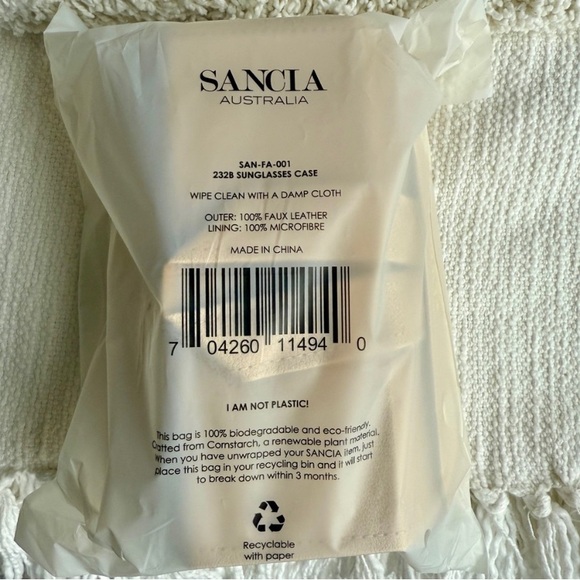 SANCIA
AUSTRALIA
SAN-FA-001
232B SUNGLASSES CASE
WIPE CLEAN WITH A DAMP CLOTH
OUTER: 100% FAUX LEATHER
LINING: 100% MICROFIBRE
MADE IN CHINA
7 04260 11494 0
I AM NOT PLASTIC!
This bag is 100% biodegradable and eco-friendy.
Crafted from Cornstarch, a renewable plant material,
When you have unwrapped your SANCIA item, just
place this bag in your recycling bin and it will start
to break down within 3 months.
Recyclable
with paper